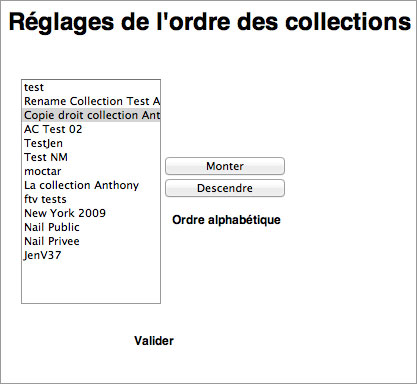 Réglages de l'ordre des collections
test
Rename Collection Test A
Copie droit collection Ant
AC Test 02
TestJen
Test NM
moctar
La collection Anthony
ftv tests
New York 2009
Nail Public
Nail Privee
JenV37
Monter
Descendre
Ordre alphabétique
Valider